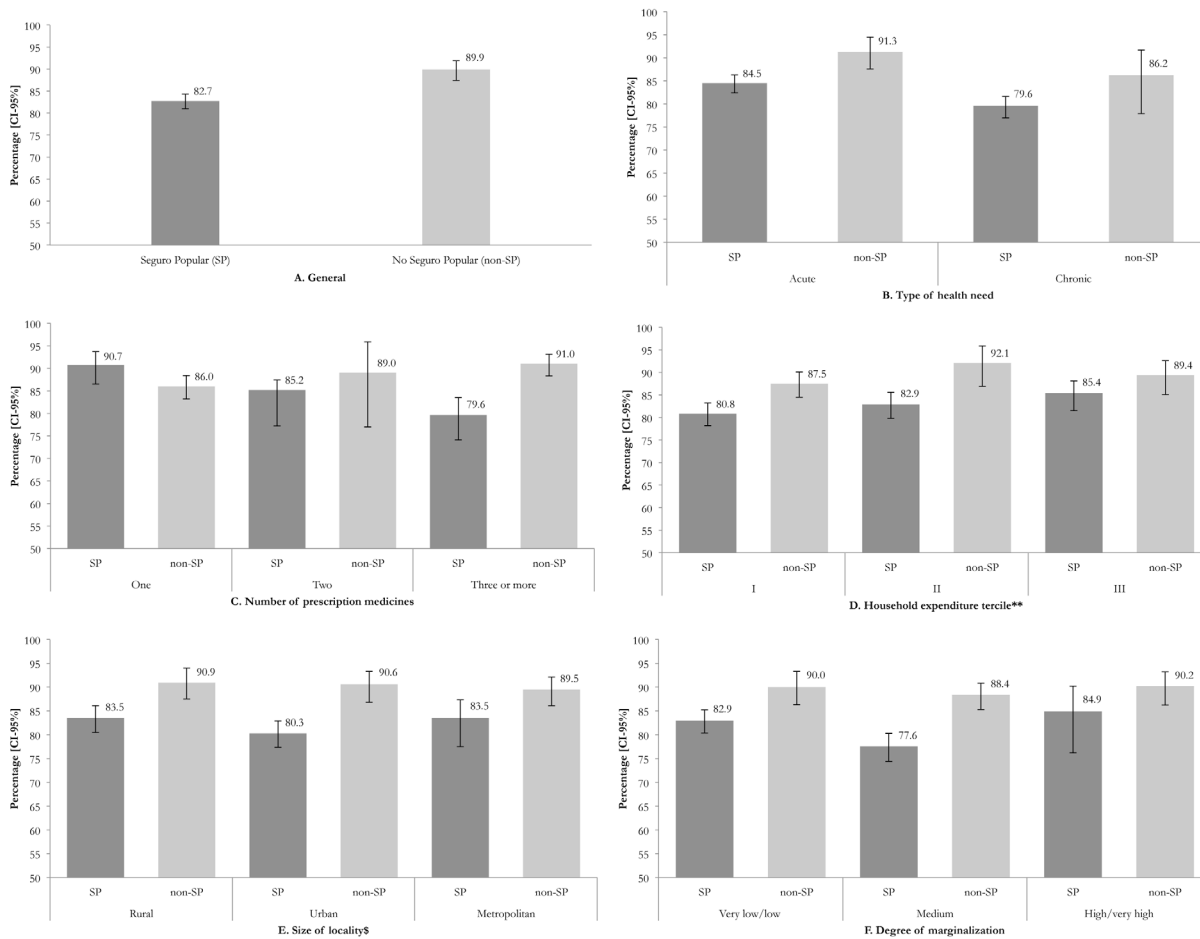 Percentage [CI-95%]
100
95
90
85
80
75
70
65
60
55
50
82.7
89.9
Seguro Popular (SP)
No Seguro Popular (non-SP)
A. General
Percentage [CI-95%]
100
95
90
85
80
75
70
65
60
55
50
84.5
91.3
79.6
86.2
SP
non-SP
SP
non-SP
Acute
Chronic
B. Type of health need
Percentage [CI-95%]
100
95
90
85
80
75
70
65
60
55
50
90.7
86.0
85.2
89.0
79.6
91.0
SP
non-SP
SP
non-SP
SP
non-SP
One
Two
Three or more
C. Number of prescription medicines
Percentage [CI-95%]
100
95
90
85
80
75
70
65
60
55
50
80.8
87.5
82.9
92.1
85.4
89.4
SP
non-SP
SP
non-SP
SP
non-SP
I
II
III
D. Household expenditure tercile**
Percentage [CI-95%]
100
95
90
85
80
75
70
65
60
55
50
83.5
90.9
80.3
90.6
83.5
89.5
SP
non-SP
SP
non-SP
SP
non-SP
Rural
Urban
Metropolitan
E. Size of locality$
Percentage [CI-95%]
100
95
90
85
80
75
70
65
60
55
50
82.9
90.0
77.6
88.4
84.9
90.2
SP
non-SP
SP
non-SP
SP
non-SP
Very low/low
Medium
High/very high
F. Degree of marginalization